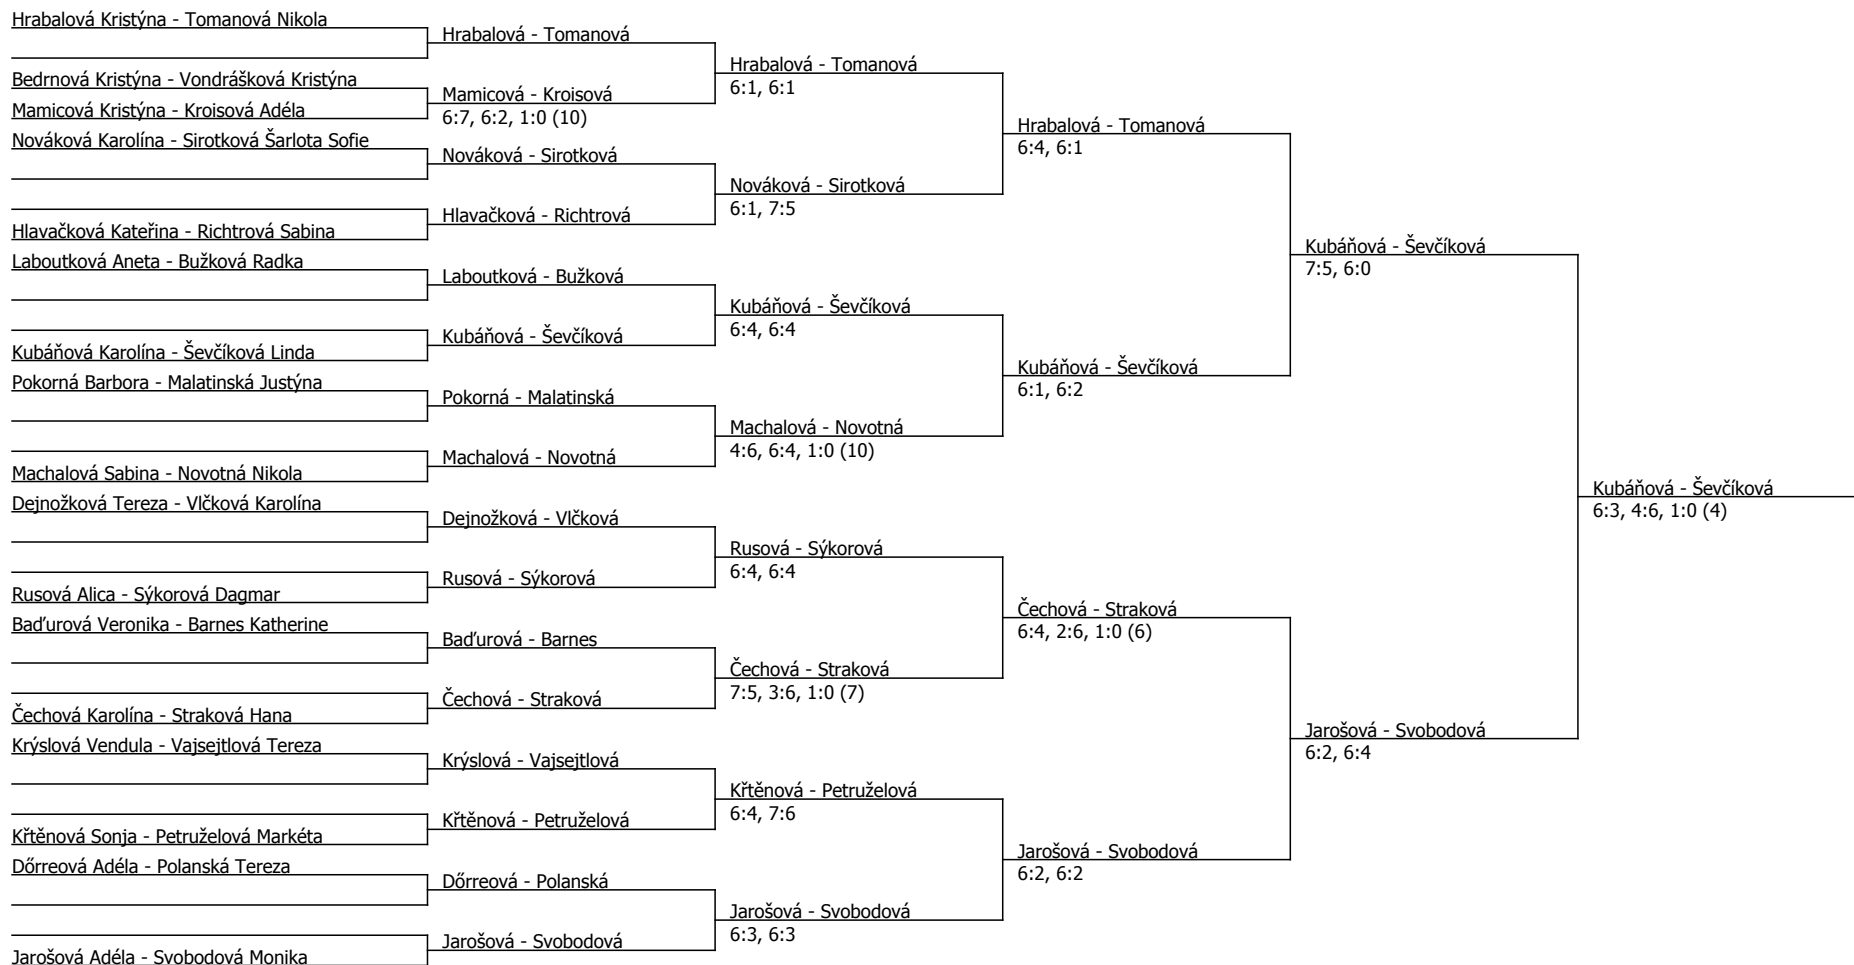 Hrabalová Kristýna - Tomanová Nikola
Bedrnová Kristýna - Vondrášková Kristýna
Mamicová Kristýna - Kroisová Adéla
Nováková Karolína - Sirotková Šarlota Sofie
Hlavačková Kateřina - Richtrová Sabina
Laboutková Aneta - Bužková Radka
Kubáňová Karolína - Ševčíková Linda
Pokorná Barbora - Malatinská Justýna
Machalová Sabina - Novotná Nikola
Dejnožková Tereza - Vlčková Karolína
Rusová Alica - Sýkorová Dagmar
Baďurová Veronika - Barnes Katherine
Čechová Karolína - Straková Hana
Krýslová Vendula - Vajsejtlová Tereza
Křtěnová Sonja - Petruželová Markéta
Dőrreová Adéla - Polanská Tereza
Jarošová Adéla - Svobodová Monika
Hrabalová - Tomanová
Mamicová - Kroisová
6:7, 6:2, 1:0 (10)
Nováková - Sirotková
Hlavačková - Richtrová
Laboutková - Bužková
Kubáňová - Ševčíková
Pokorná - Malatinská
Machalová - Novotná
Dejnožková - Vlčková
Rusová - Sýkorová
Baďurová - Barnes
Čechová - Straková
Krýslová - Vajsejtlová
Křtěnová - Petruželová
Dőrreová - Polanská
Jarošová - Svobodová
Hrabalová - Tomanová
6:1, 6:1
Nováková - Sirotková
6:1, 7:5
Kubáňová - Ševčíková
6:4, 6:4
Machalová - Novotná
4:6, 6:4, 1:0 (10)
Rusová - Sýkorová
6:4, 6:4
Čechová - Straková
7:5, 3:6, 1:0 (7)
Křtěnová - Petruželová
6:4, 7:6
Jarošová - Svobodová
6:3, 6:3
Hrabalová - Tomanová
6:4, 6:1
Kubáňová - Ševčíková
6:1, 6:2
Čechová - Straková
6:4, 2:6, 1:0 (6)
Jarošová - Svobodová
6:2, 6:2
Kubáňová - Ševčíková
7:5, 6:0
Jarošová - Svobodová
6:2, 6:4
Kubáňová - Ševčíková
6:3, 4:6, 1:0 (4)